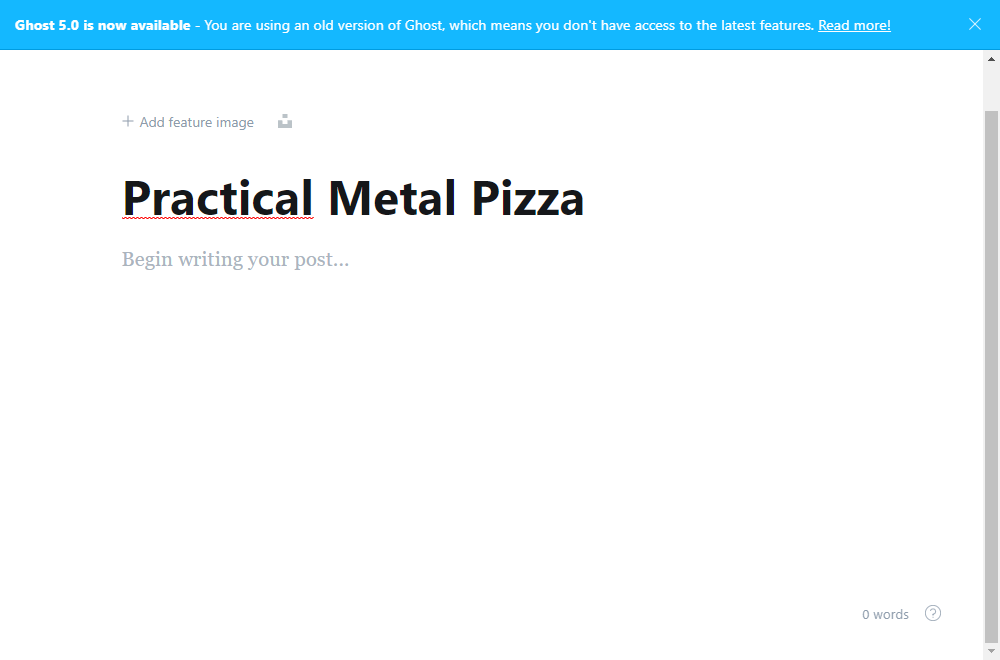 Ghost 5.0 is now available - You are using an old version of Ghost, which means you don't have access to the latest features. Read more!
Add feature image
Practical Metal Pizza
Begin writing your post...
0 words